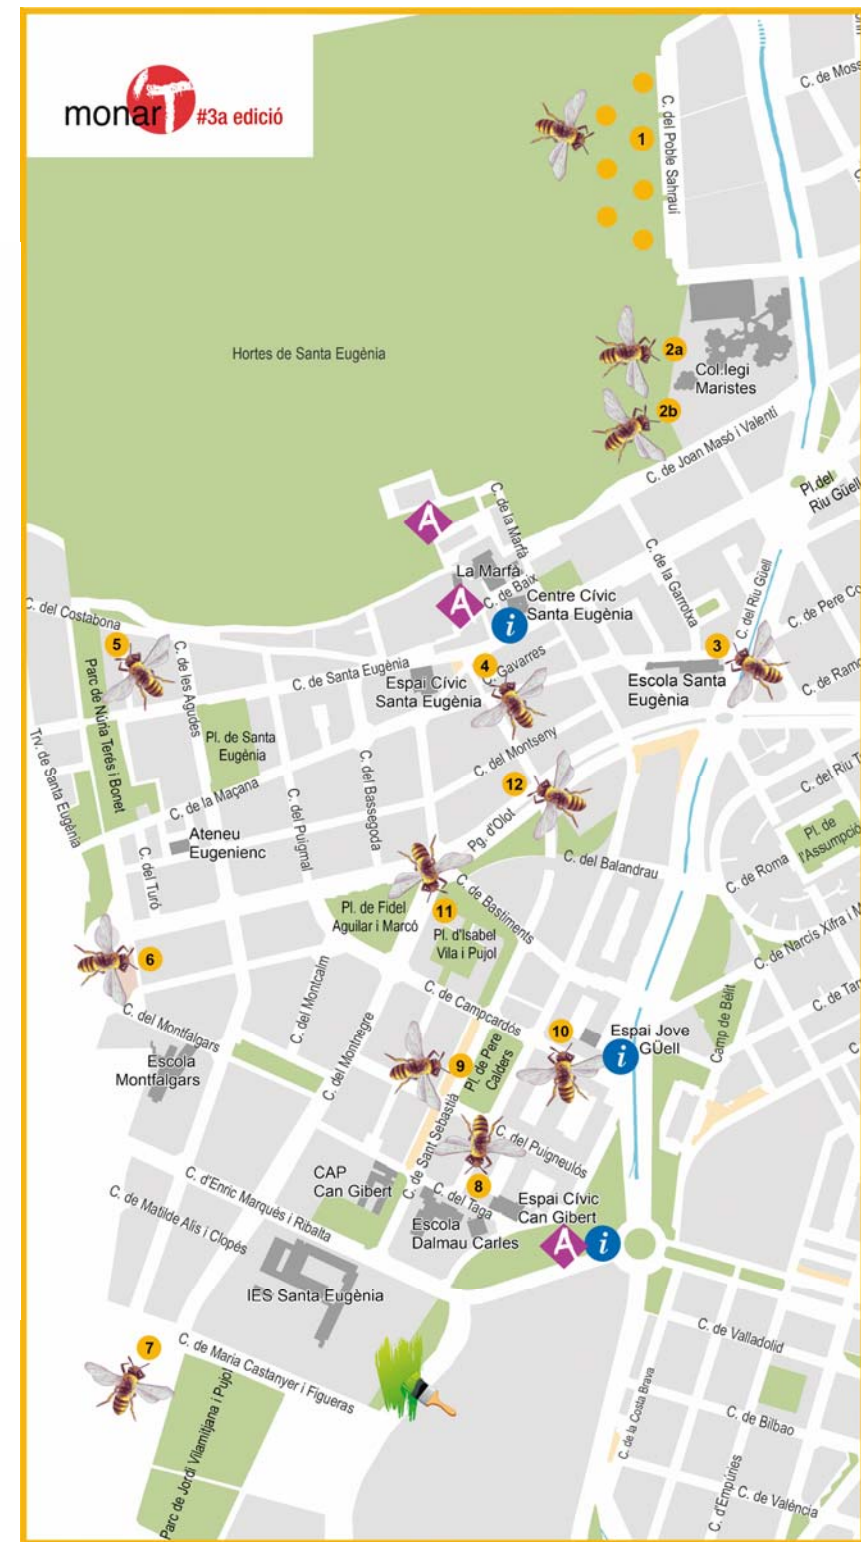 monarT #3a edició
C. de Moss
1
C. del Poble Sahrauí
Hortes de Santa Eugènia
2a
Col.legi
Maristes
2b
C. de Joan Masó i Valentí
Pl.del
Riu Güell
A
C. de la Marfà
La Marfà
C. de Baix
A
Centre Cívic
Santa Eugènia
i
C. de la Garrotxa
C. del Riu Güell
C. de Pere Co
C. del Costabona
5
C. de les Agudes
C. de Santa Eugènia
4
C. Gavarres
Espai Cívic
Santa Eugènia
3
Escola Santa
Eugènia
C. de Ramo
Parc de Núria Terés i Bonet
Trv. de Santa Eugènia
Pl. de Santa
Eugènia
C. del Montseny
C. del Bassegoda
12
C. del Riu T
C. de la Maçana
C. del Puigmal
Pg. d'Olot
Pl. de
l'Assumpció
Ateneu
Eugenienc
C. del Turó
C. del Balandrau
C. de Roma
C. de Bastiments
11
Pl. de Fidel
Aguilar i Marcó
Pl. d'Isabel
Vila i Pujol
C. de Narcís Xifra i M
6
C. del Montcalm
C. de Campcardós
C. de Tar
C. del Montfalgars
C. del Montnegre
10
Espai Jove
GÜell
i
Camp de Bèlit
C
Escola
Montfalgars
9
Pl. de Pere
Calders
C. de Sant Sebastià
C. del Puigneulós
8
CAP
Can Gibert
C. del Taga
Espai Cívic
Can Gibert
C. d'Enric Marquès i Ribalta
C. de Matilde Alis i Clopés
Escola
Dalmau Carles
A
i
IES Santa Eugènia
C. de Valladolid
7
C. de Maria Castanyer i Figueras
C. de la Costa Brava
C. de Bilbao
Parc de Jordi Vilamitjana i Pujol
C. d'Empúries
C. de València